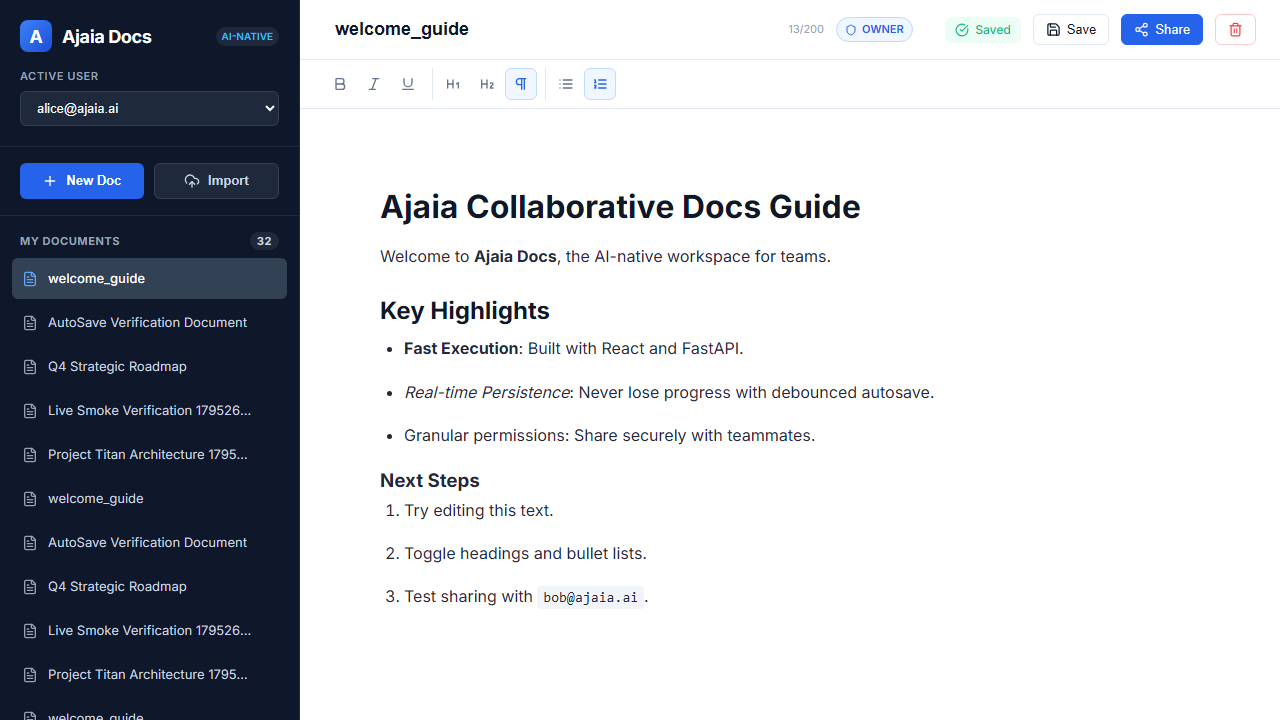 A Ajaia Docs AI-NATIVE
ACTIVE USER
alice@ajaia.ai
New Doc Import
MY DOCUMENTS 32
welcome_guide
AutoSave Verification Document
Q4 Strategic Roadmap
Live Smoke Verification 179526...
Project Titan Architecture 1795...
welcome_guide
AutoSave Verification Document
Q4 Strategic Roadmap
Live Smoke Verification 179526...
Project Titan Architecture 1795...
welcome_guide
welcome_guide 13/200 OWNER Saved Save Share
B I U H1 H2 ¶
Ajaia Collaborative Docs Guide
Welcome to Ajaia Docs, the AI-native workspace for teams.
Key Highlights
• Fast Execution: Built with React and FastAPI.
• Real-time Persistence: Never lose progress with debounced autosave.
• Granular permissions: Share securely with teammates.
Next Steps
1. Try editing this text.
2. Toggle headings and bullet lists.
3. Test sharing with bob@ajaia.ai.